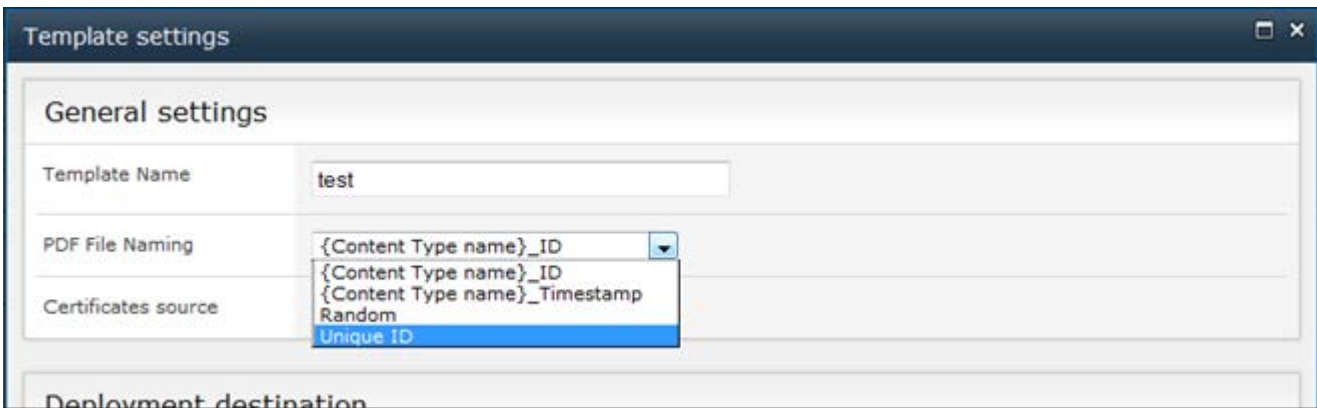 Template settings
General settings
Template Name
test
PDF File Naming
{Content Type name}_ID
{Content Type name}_ID
{Content Type name}_Timestamp
Random
Unique ID
Certificates source
Deployment destination